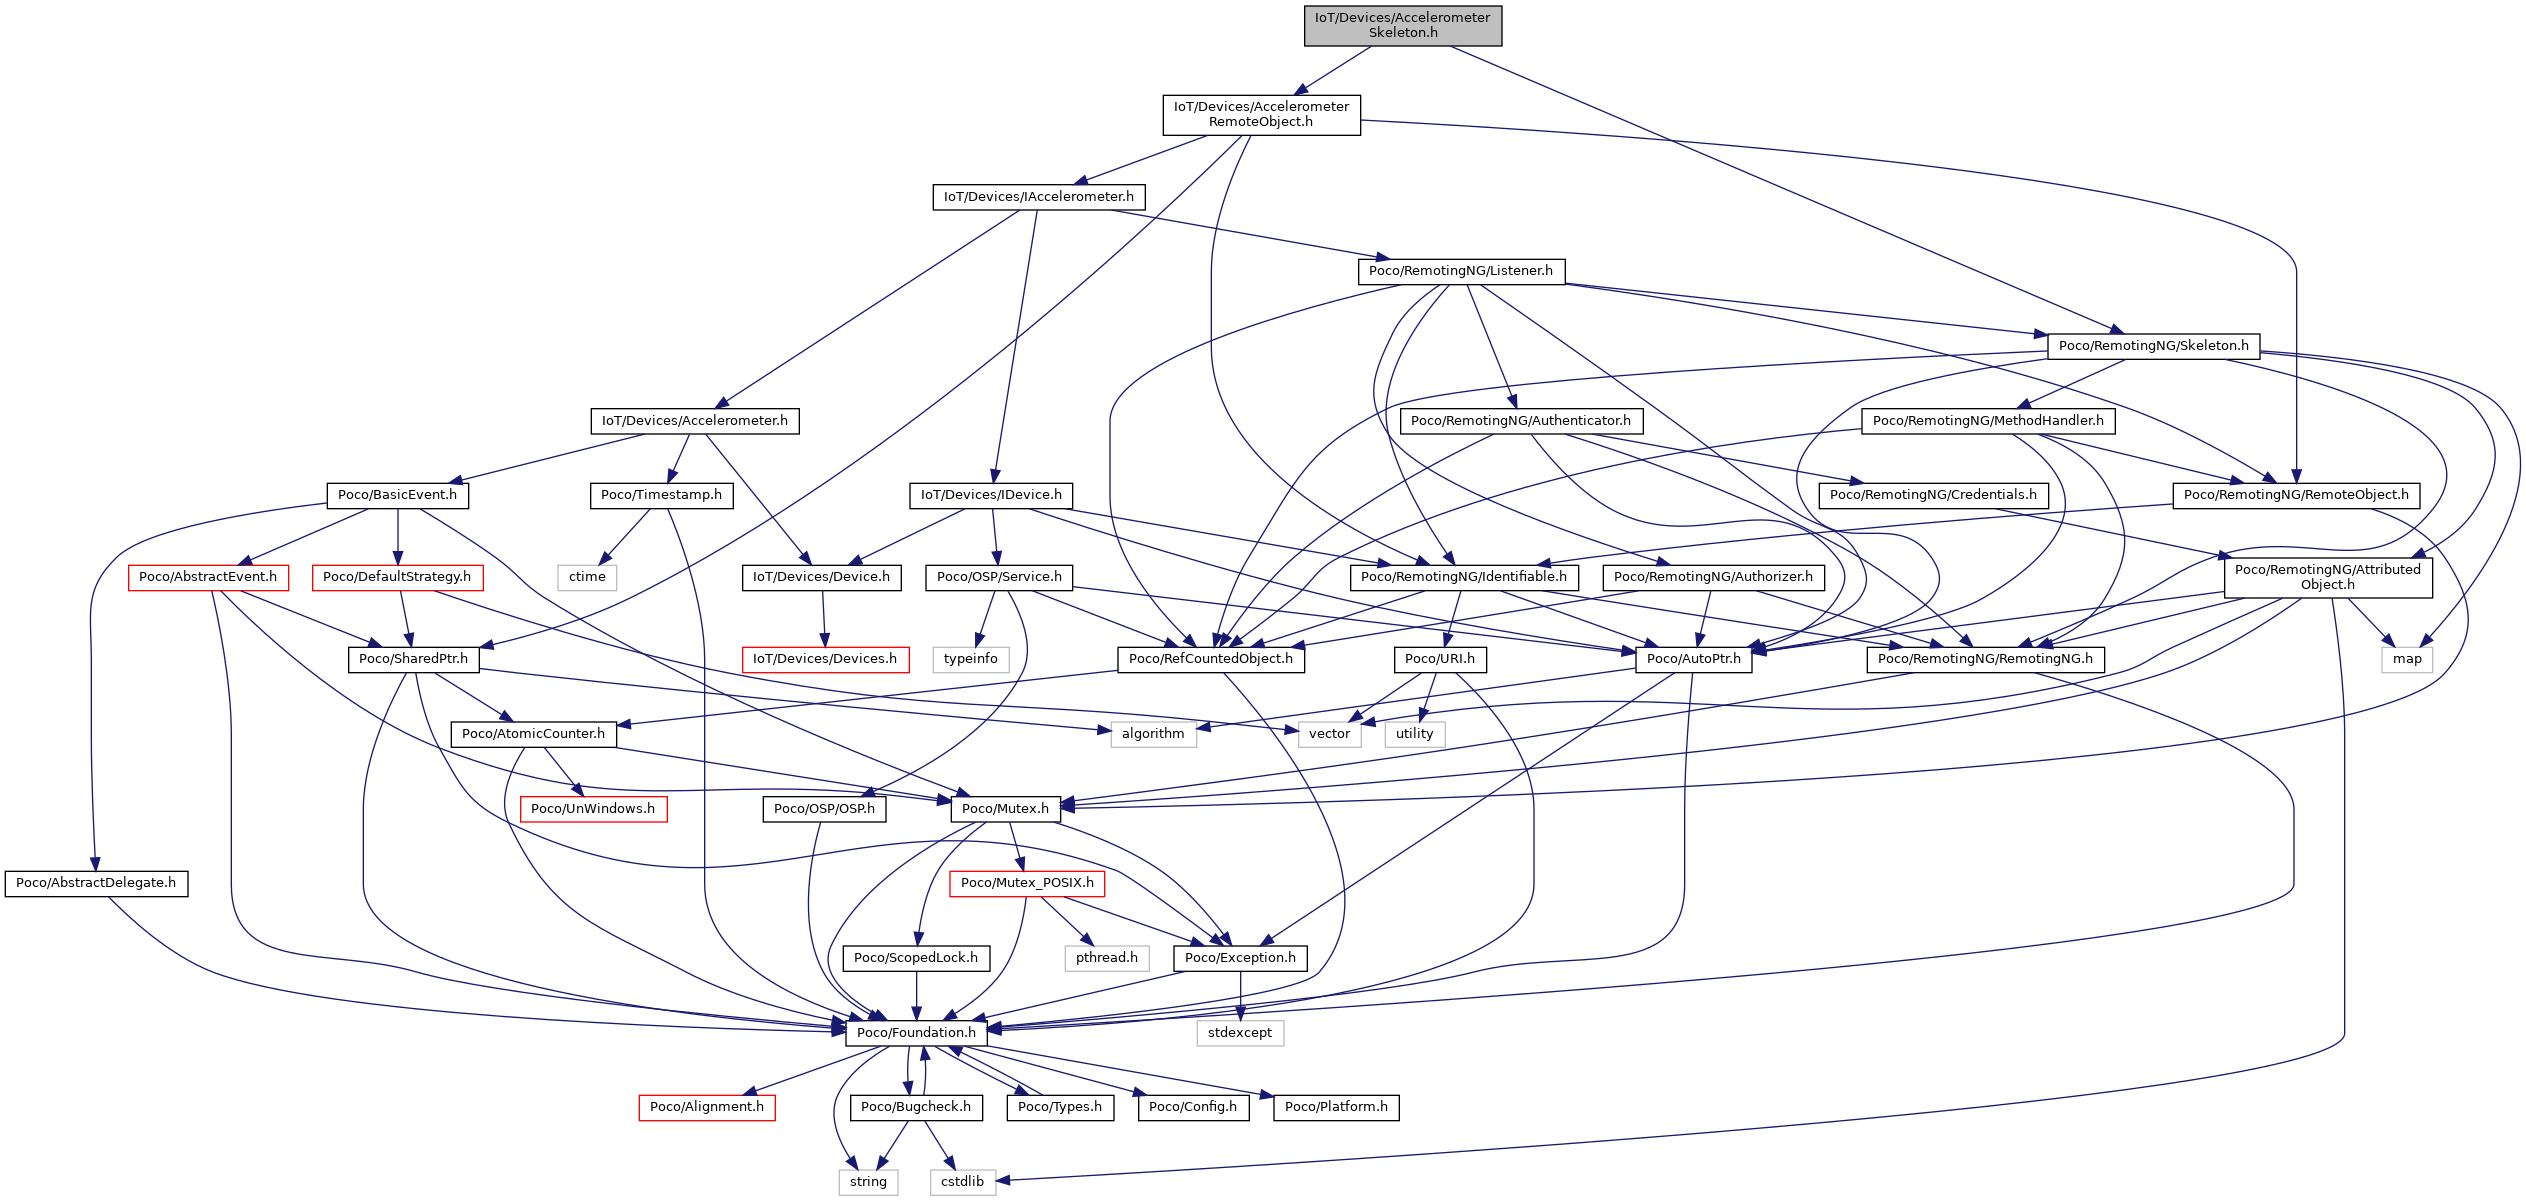 IoT/Devices/Accelerometer
Skeleton.h
IoT/Devices/Accelerometer
RemoteObject.h
IoT/Devices/IAccelerometer.h
Poco/RemotingNG/Listener.h
Poco/RemotingNG/Skeleton.h
IoT/Devices/Accelerometer.h
Poco/RemotingNG/Authenticator.h
Poco/RemotingNG/MethodHandler.h
Poco/BasicEvent.h
Poco/Timestamp.h
IoT/Devices/IDevice.h
Poco/RemotingNG/Credentials.h
Poco/RemotingNG/RemoteObject.h
Poco/AbstractEvent.h
Poco/DefaultStrategy.h
ctime
IoT/Devices/Device.h
Poco/OSP/Service.h
Poco/RemotingNG/Identifiable.h
Poco/RemotingNG/Authorizer.h
Poco/RemotingNG/Attributed
Object.h
Poco/SharedPtr.h
IoT/Devices/Devices.h
typeinfo
Poco/RefCountedObject.h
Poco/URI.h
Poco/AutoPtr.h
Poco/RemotingNG/RemotingNG.h
map
Poco/AtomicCounter.h
algorithm
vector
utility
Poco/UnWindows.h
Poco/OSP/OSP.h
Poco/Mutex.h
Poco/AbstractDelegate.h
Poco/Mutex_POSIX.h
Poco/ScopedLock.h
pthread.h
Poco/Exception.h
Poco/Foundation.h
stdexcept
Poco/Alignment.h
Poco/Bugcheck.h
Poco/Types.h
Poco/Config.h
Poco/Platform.h
string
cstdlib